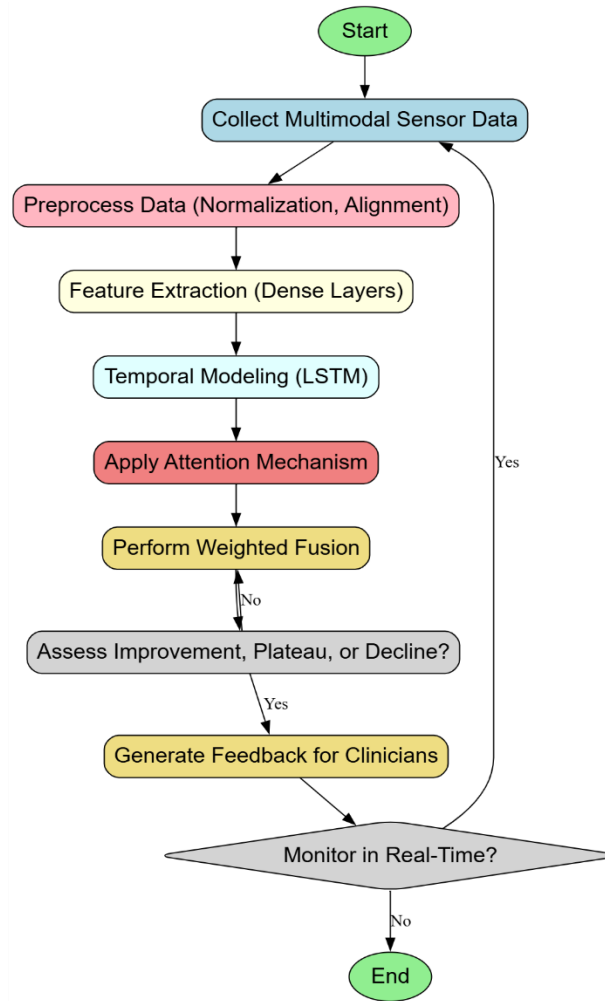 Start
Collect Multimodal Sensor Data
Preprocess Data (Normalization, Alignment)
Feature Extraction (Dense Layers)
Temporal Modeling (LSTM)
Apply Attention Mechanism
Yes
Perform Weighted Fusion
No
Assess Improvement, Plateau, or Decline?
Yes
Generate Feedback for Clinicians
Monitor in Real-Time?
No
End